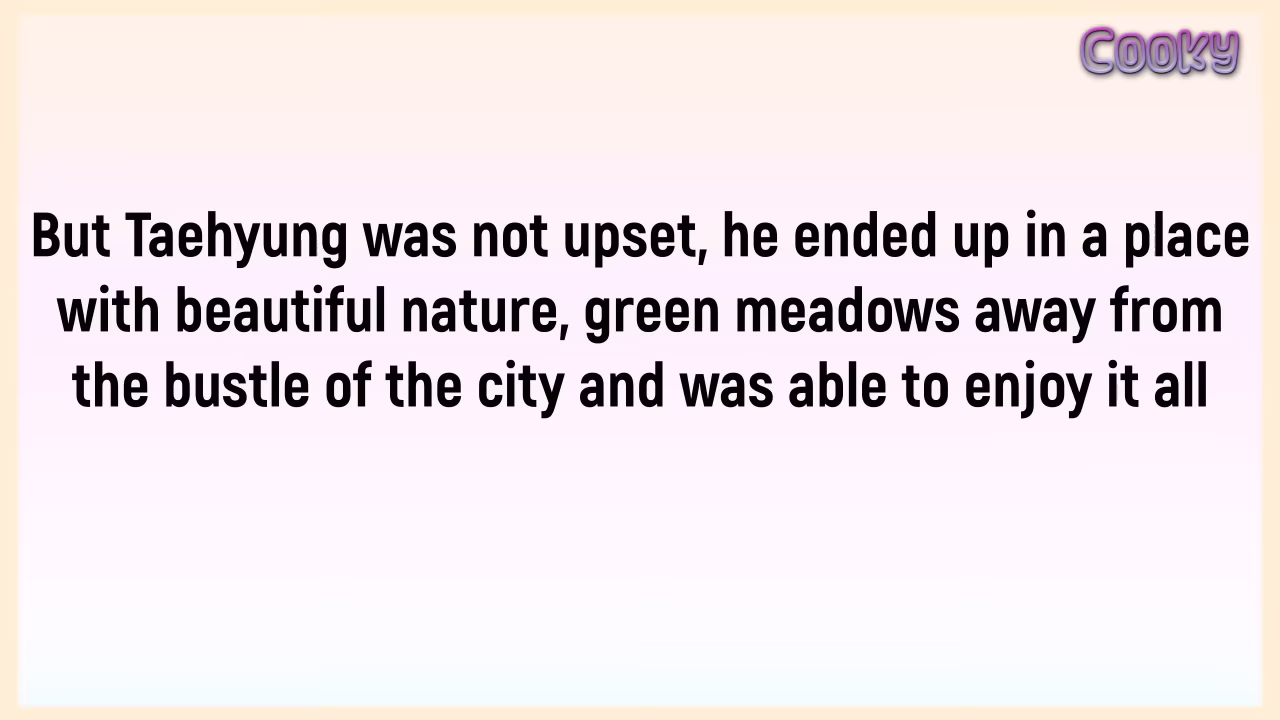 Cooky
But Taehyung was not upset, he ended up in a place
with beautiful nature, green meadows away from
the bustle of the city and was able to enjoy it all